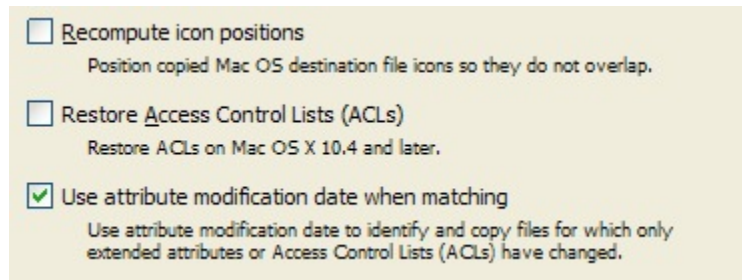 Recompute icon positions
Position copied Mac OS destination file icons so they do not overlap.
Restore Access Control Lists (ACLs)
Restore ACLs on Mac OS X 10.4 and later.
Use attribute modification date when matching
Use attribute modification date to identify and copy files for which only
extended attributes or Access Control Lists (ACLs) have changed.